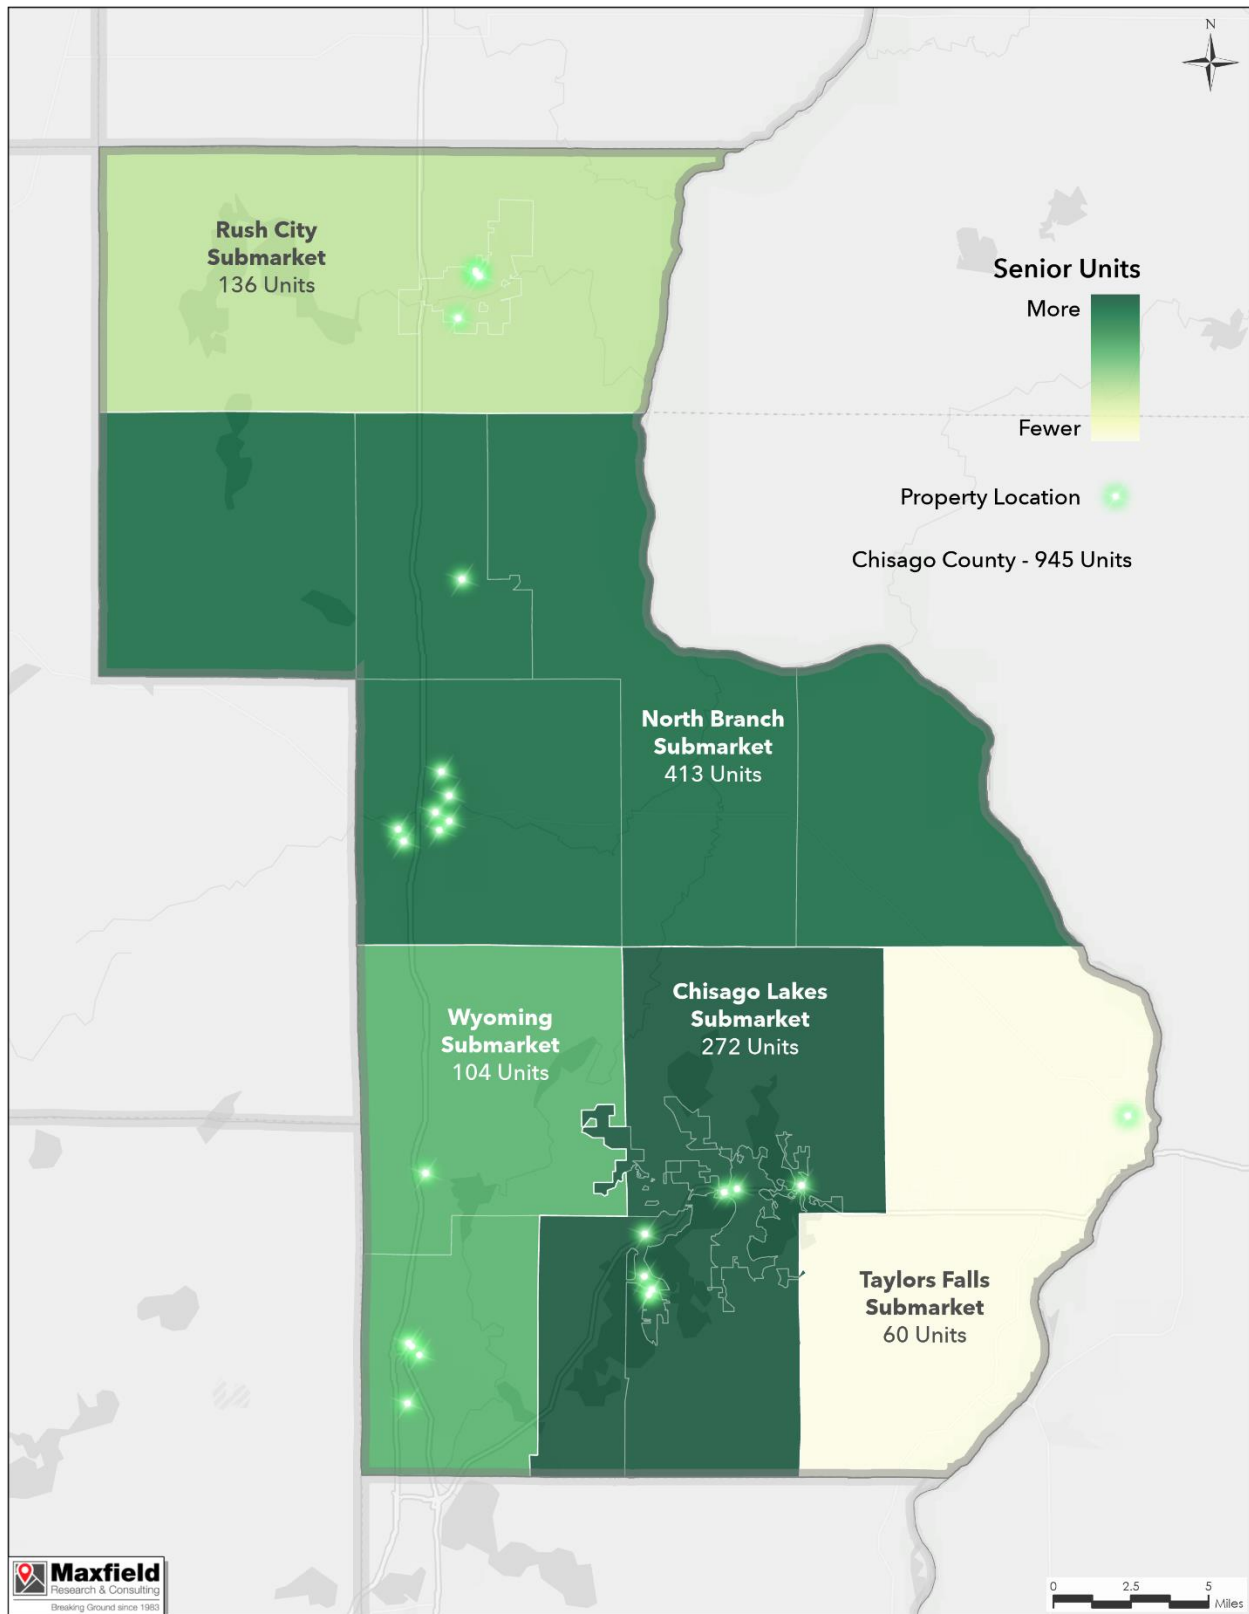 N
Rush City
Submarket
136 Units
Senior Units
More
Fewer
Property Location
Chisago County - 945 Units
North Branch
Submarket
413 Units
Wyoming
Submarket
104 Units
Chisago Lakes
Submarket
272 Units
Taylors Falls
Submarket
60 Units
Maxfield
Research & Consulting
Breaking Ground since 1983
0 2.5 5
Miles